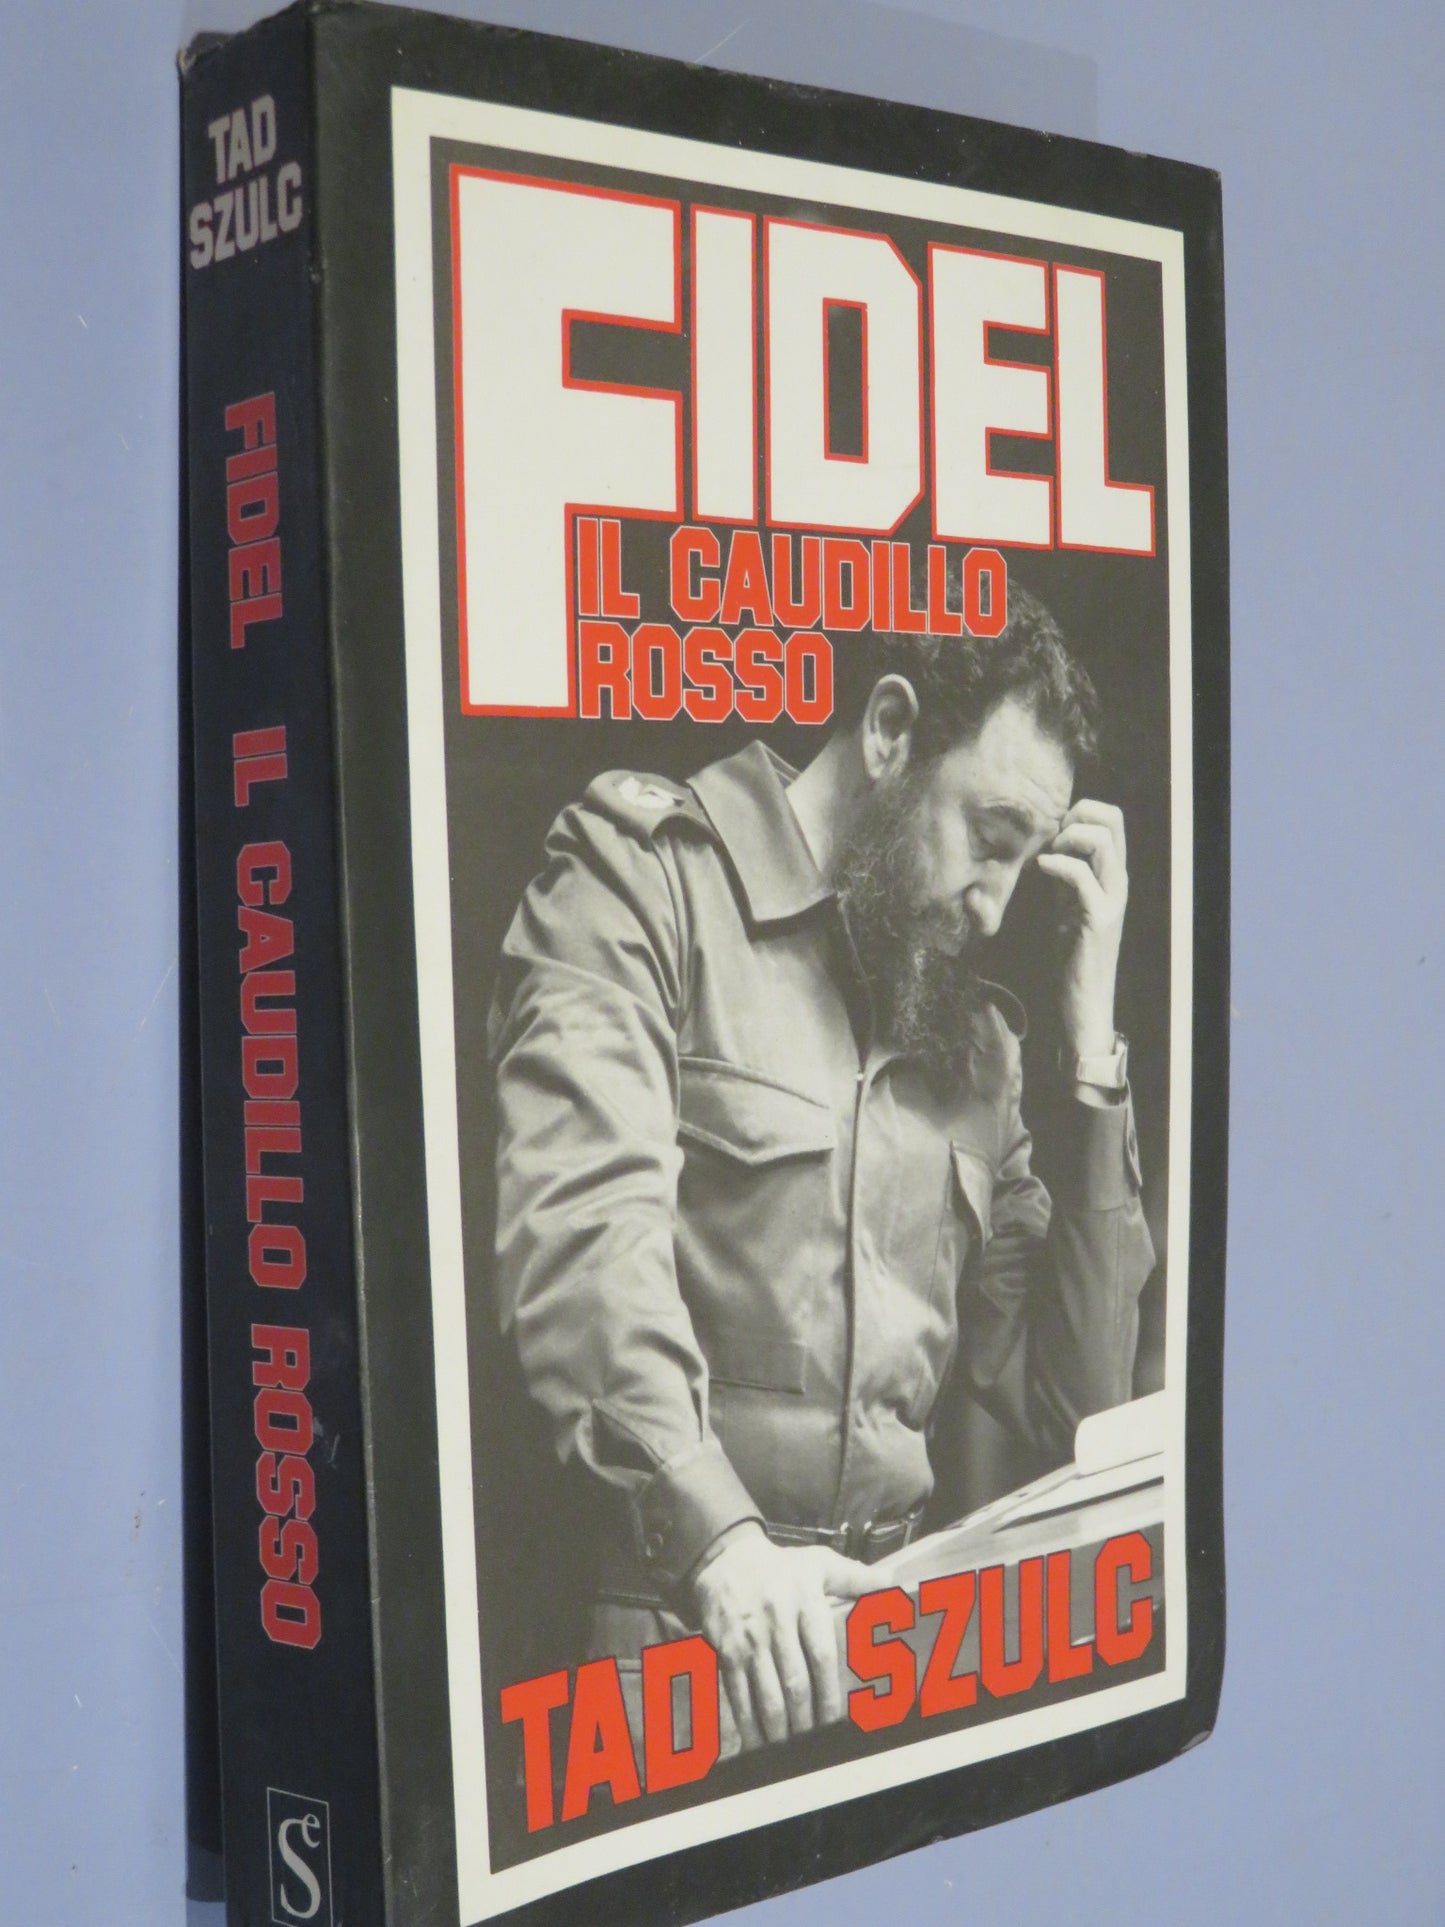 TAD
SZULC
FIDEL IL CAUDILLO ROSSO
Se
FIDEL
IL CAUDILLO
ROSSO
TAD SZULC